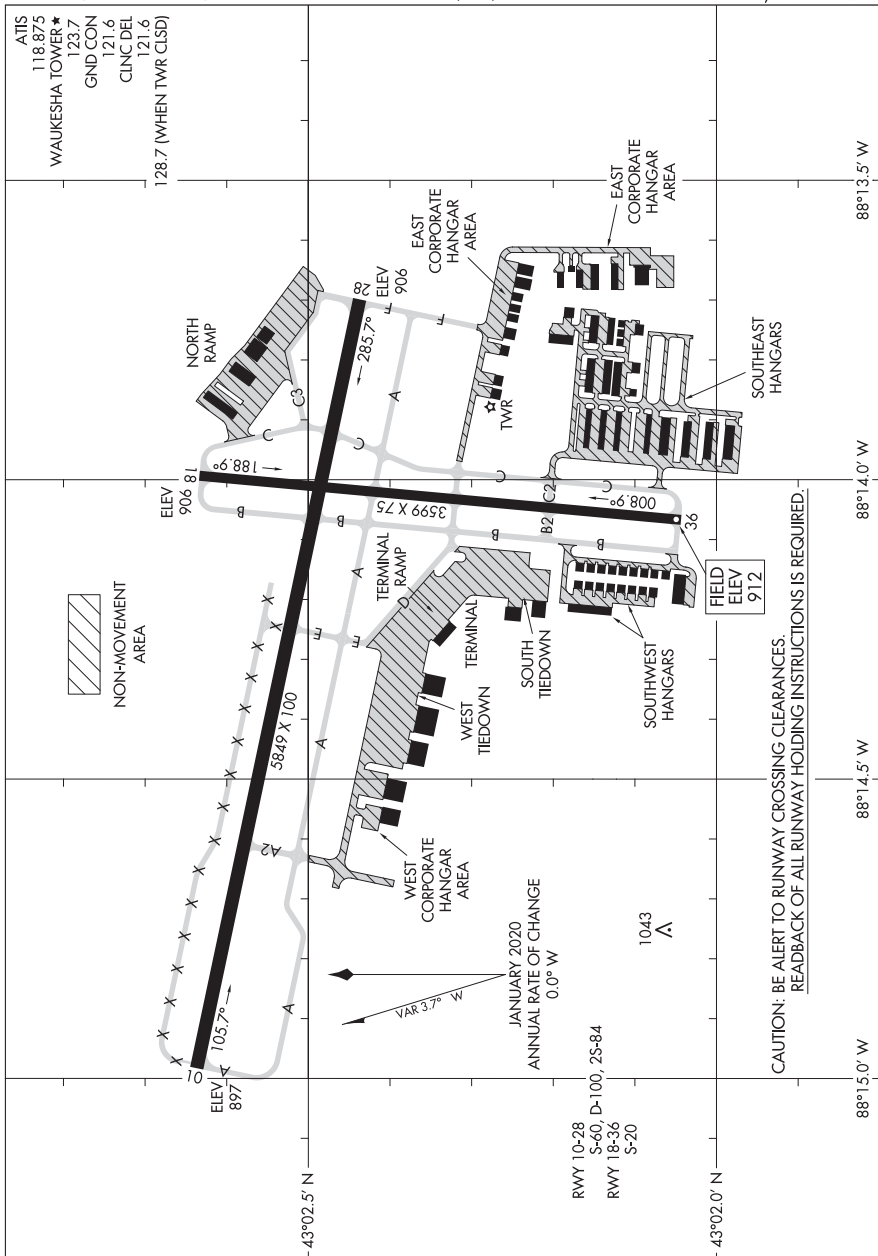 ATIS
118.875
WAUKESHA TOWER★
123.7
GND CON
121.6
CLNC DEL
121.6
128.7 (WHEN TWR CLSD)
NON-MOVEMENT
AREA
NORTH
RAMP
ELEV
906
18
188.9°
C3
C
28
ELEV
906
285.7°
F
F
A
C
B
B
A
3599 X 75
5849 X 100
X X X X X X X X X X X X
E
E
D
A
A2
10
105.7°
ELEV
897
A
A
EAST
CORPORATE
HANGAR
AREA
EAST
CORPORATE
HANGAR
AREA
TWR
TERMINAL
RAMP
TERMINAL
SOUTH
TIEDOWN
WEST
TIEDOWN
WEST
CORPORATE
HANGAR
AREA
C
C2
B2
C
B
008.9°
36
FIELD
ELEV
912
SOUTHEAST
HANGARS
SOUTHWEST
HANGARS
JANUARY 2020
ANNUAL RATE OF CHANGE
0.0° W
VAR 3.7° W
1043
RWY 10-28
S-60, D-100, 2S-84
RWY 18-36
S-20
CAUTION: BE ALERT TO RUNWAY CROSSING CLEARANCES.
READBACK OF ALL RUNWAY HOLDING INSTRUCTIONS IS REQUIRED.
43°02.5' N
43°02.0' N
88°15.0' W
88°14.5' W
88°14.0' W
88°13.5' W